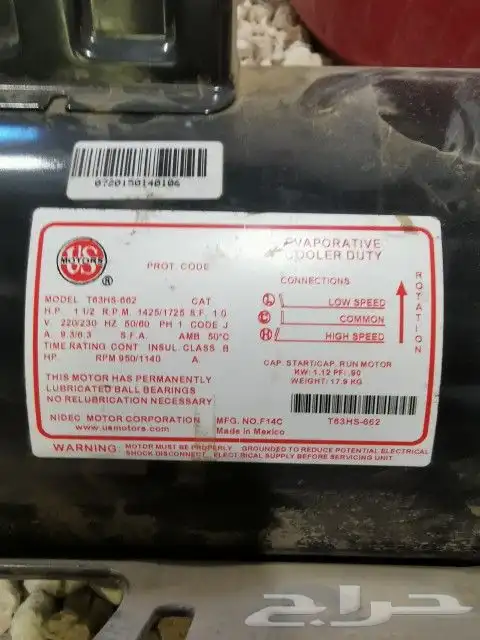 0720150140106
US
MOTORS
®
PROT. CODE
EVAPORATIVE
COOLER DUTY
MODEL T63HS-662 CAT
H.P. 1 1/2 R.P.M. 1425/1725 S.F. 1.0
V. 220/230 HZ 50/60 PH 1 CODE J
A. 9.3/6.3 S.F.A. AMB 50°C
TIME RATING CONT INSUL. CLASS B
HP. RPM 950/1140 A.
THIS MOTOR HAS PERMANENTLY
LUBRICATED BALL BEARINGS
NO RELUBRICATION NECESSARY
CONNECTIONS
L LOW SPEED
C COMMON
H HIGH SPEED
ROTATION
CAP. START/CAP. RUN MOTOR
KW: 1.12 PF: .90
WEIGHT: 17.9 KG
NIDEC MOTOR CORPORATION
www.usmotors.com
MFG. NO. F14C
Made in Mexico
T63HS-662
WARNING: MOTOR MUST BE PROPERLY GROUNDED TO REDUCE POTENTIAL ELECTRICAL
SHOCK DISCONNECT ELECTRICAL SUPPLY BEFORE SERVICING UNIT
حراج